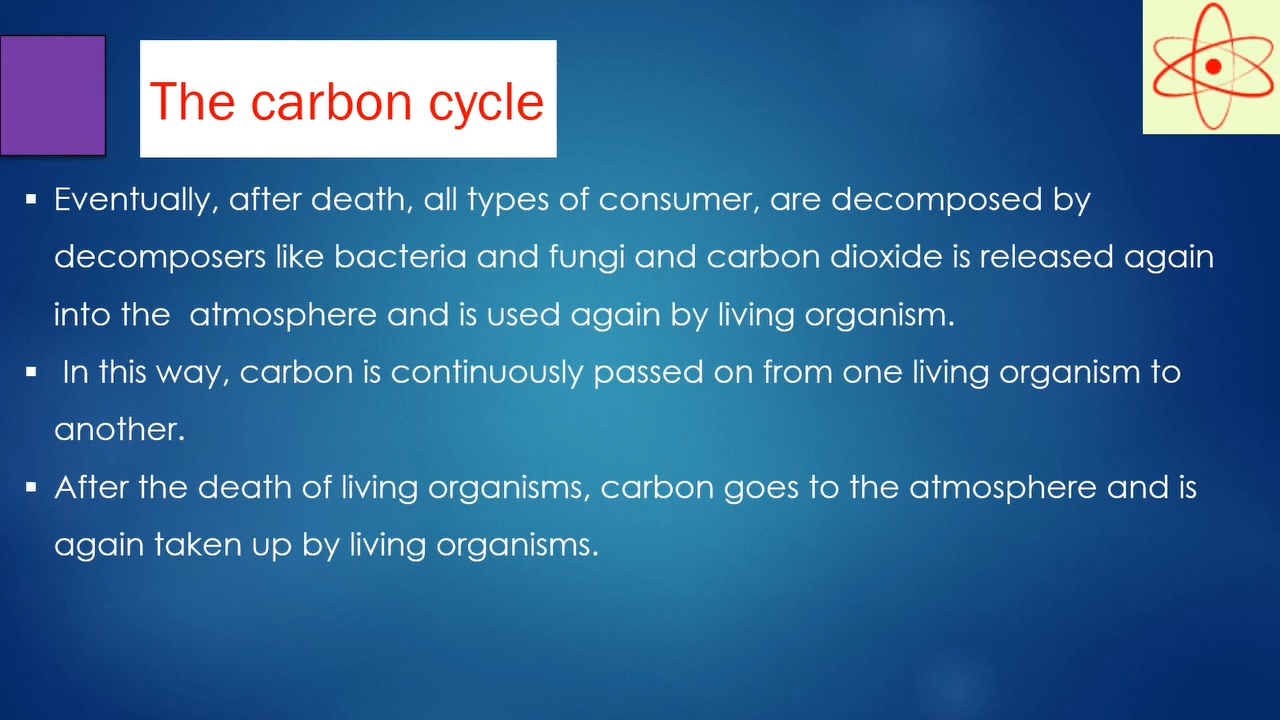 The carbon cycle
▪ Eventually, after death, all types of consumer, are decomposed by
decomposers like bacteria and fungi and carbon dioxide is released again
into the  atmosphere and is used again by living organism.
▪ In this way, carbon is continuously passed on from one living organism to
another.
▪ After the death of living organisms, carbon goes to the atmosphere and is
again taken up by living organisms.